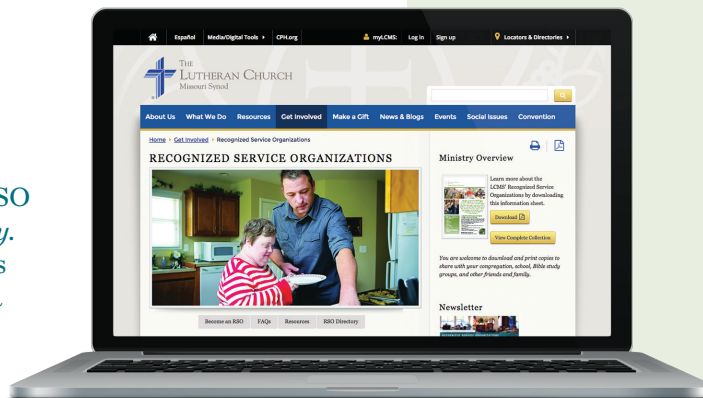 SO
y.
s
Español Media/Digital Tools CPH.org myLCMS: Log In Sign up Locators & Directories
THE
LUTHERAN CHURCH
Missouri Synod
About Us What We Do Resources Get Involved Make a Gift News & Blogs Events Social Issues Convention
Home Get Involved Recognized Service Organizations
RECOGNIZED SERVICE ORGANIZATIONS
Become an RSO FAQs Resources RSO Directory
Ministry Overview
Learn more about the
LCMS' Recognized Service
Organizations by downloading
this information sheet.
Download
View Complete Collection
You are welcome to download and print copies to
share with your congregation, school, Bible study
groups, and other friends and family.
Newsletter